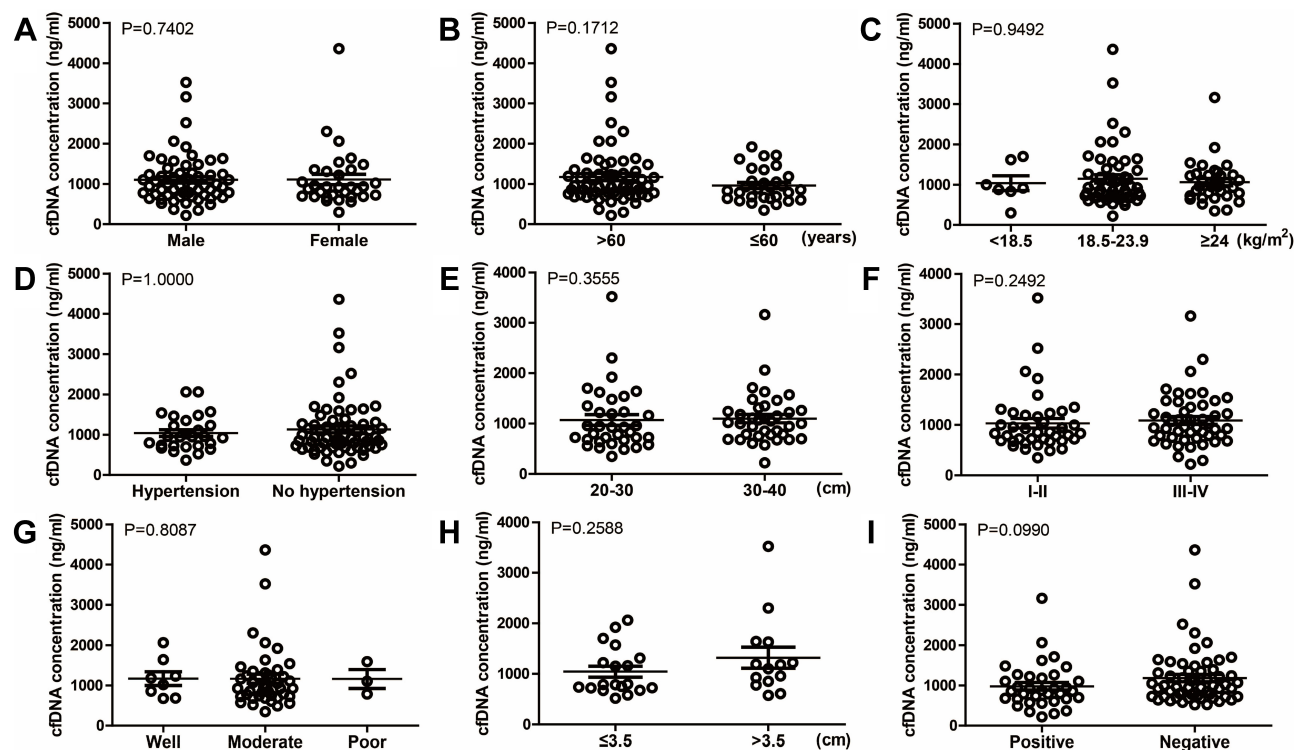 A
cfDNA concentration (ng/ml)
P=0.7402
5000
4000
3000
2000
1000
0
Male Female
B
cfDNA concentration (ng/ml)
P=0.1712
5000
4000
3000
2000
1000
0
>60 ≤60 (years)
C
cfDNA concentration (ng/ml)
P=0.9492
5000
4000
3000
2000
1000
0
<18.5 18.5-23.9 ≥24 (kg/m²)
D
cfDNA concentration (ng/ml)
P=1.0000
5000
4000
3000
2000
1000
0
Hypertension No hypertension
E
cfDNA concentration (ng/ml)
P=0.3555
4000
3000
2000
1000
0
20-30 30-40 (cm)
F
cfDNA concentration (ng/ml)
P=0.2492
4000
3000
2000
1000
0
I-II III-IV
G
cfDNA concentration (ng/ml)
P=0.8087
5000
4000
3000
2000
1000
0
Well Moderate Poor
H
cfDNA concentration (ng/ml)
P=0.2588
4000
3000
2000
1000
0
≤3.5 >3.5 (cm)
I
cfDNA concentration (ng/ml)
P=0.0990
5000
4000
3000
2000
1000
0
Positive Negative